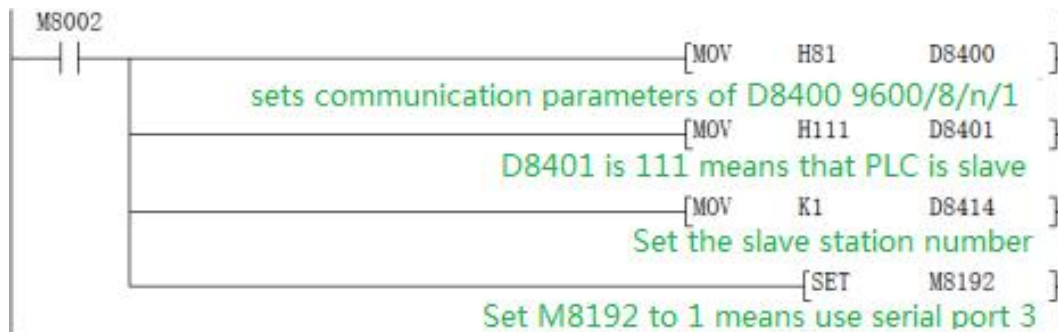 M8002
[MOV H81 D8400 ]
sets communication parameters of D8400 9600/8/n/1
[MOV H111 D8401 ]
D8401 is 111 means that PLC is slave
[MOV K1 D8414 ]
Set the slave station number
[SET M8192 ]
Set M8192 to 1 means use serial port 3